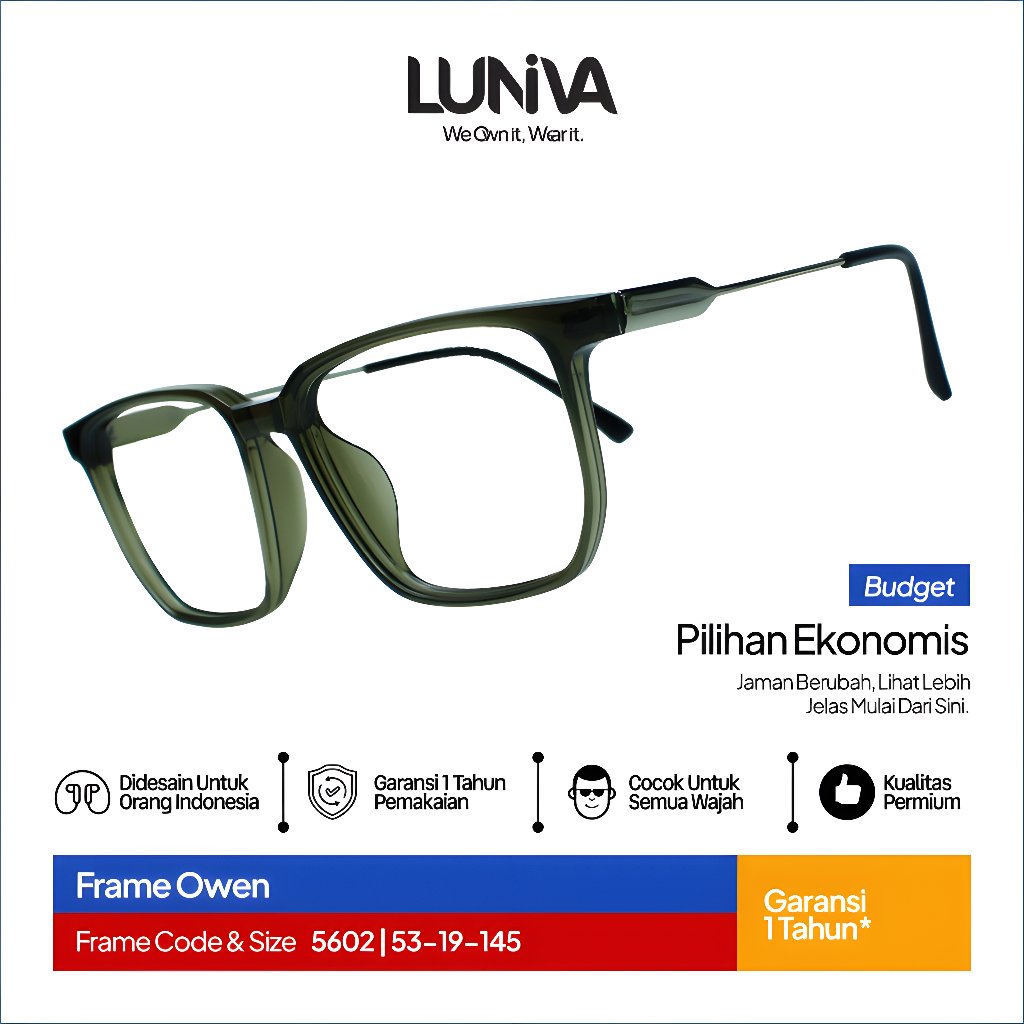 LUNiVA
We Own it, Wear it.
Budget
Pilihan Ekonomis
Jaman Berubah, Lihat Lebih
Jelas Mulai Dari Sini.
Didesain Untuk
Orang Indonesia
Garansi 1 Tahun
Pemakaian
Cocok Untuk
Semua Wajah
Kualitas
Permium
Frame Owen
Frame Code & Size 5602 | 53-19-145
Garansi
1 Tahun*